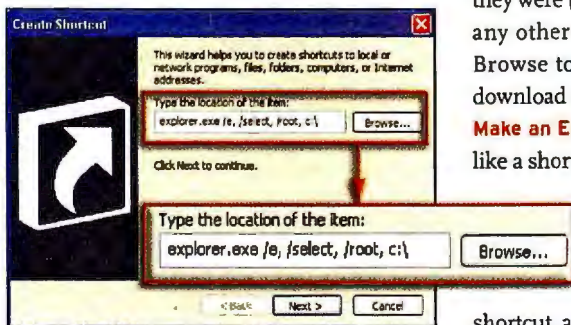 Create Shortcut
This wizard helps you to create shortcuts to local or
network programs, files, folders, computers, or Internet
addresses.
Type the location of the item:
explorer.exe /e, /select, /root, c:\ Browse...
Click Next to continue.
Type the location of the item:
explorer.exe /e, /select, /root, c:\ Browse...
< Back Next > Cancel
they were
any other
Browse to
download
Make an E
like a shor
shortcut a